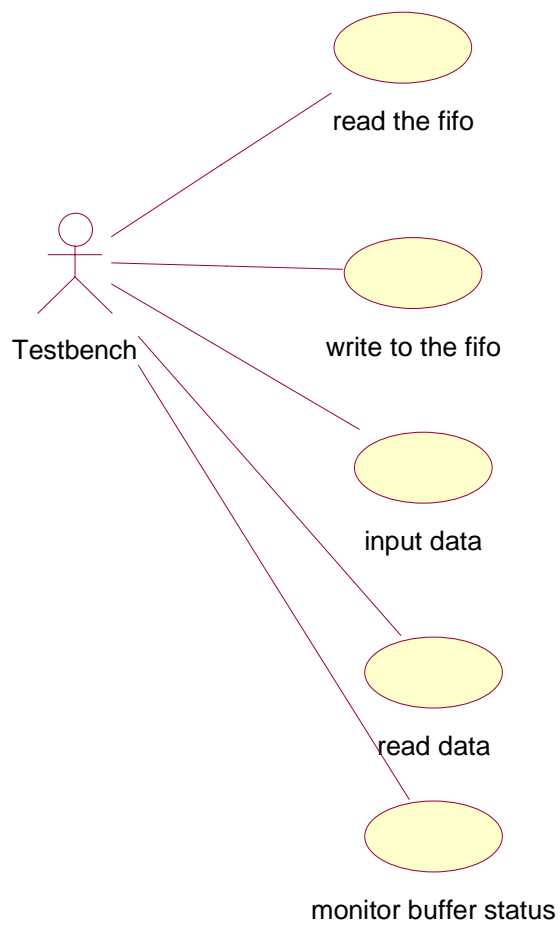 read the fifo
Testbench
write to the fifo
input data
read data
monitor buffer status